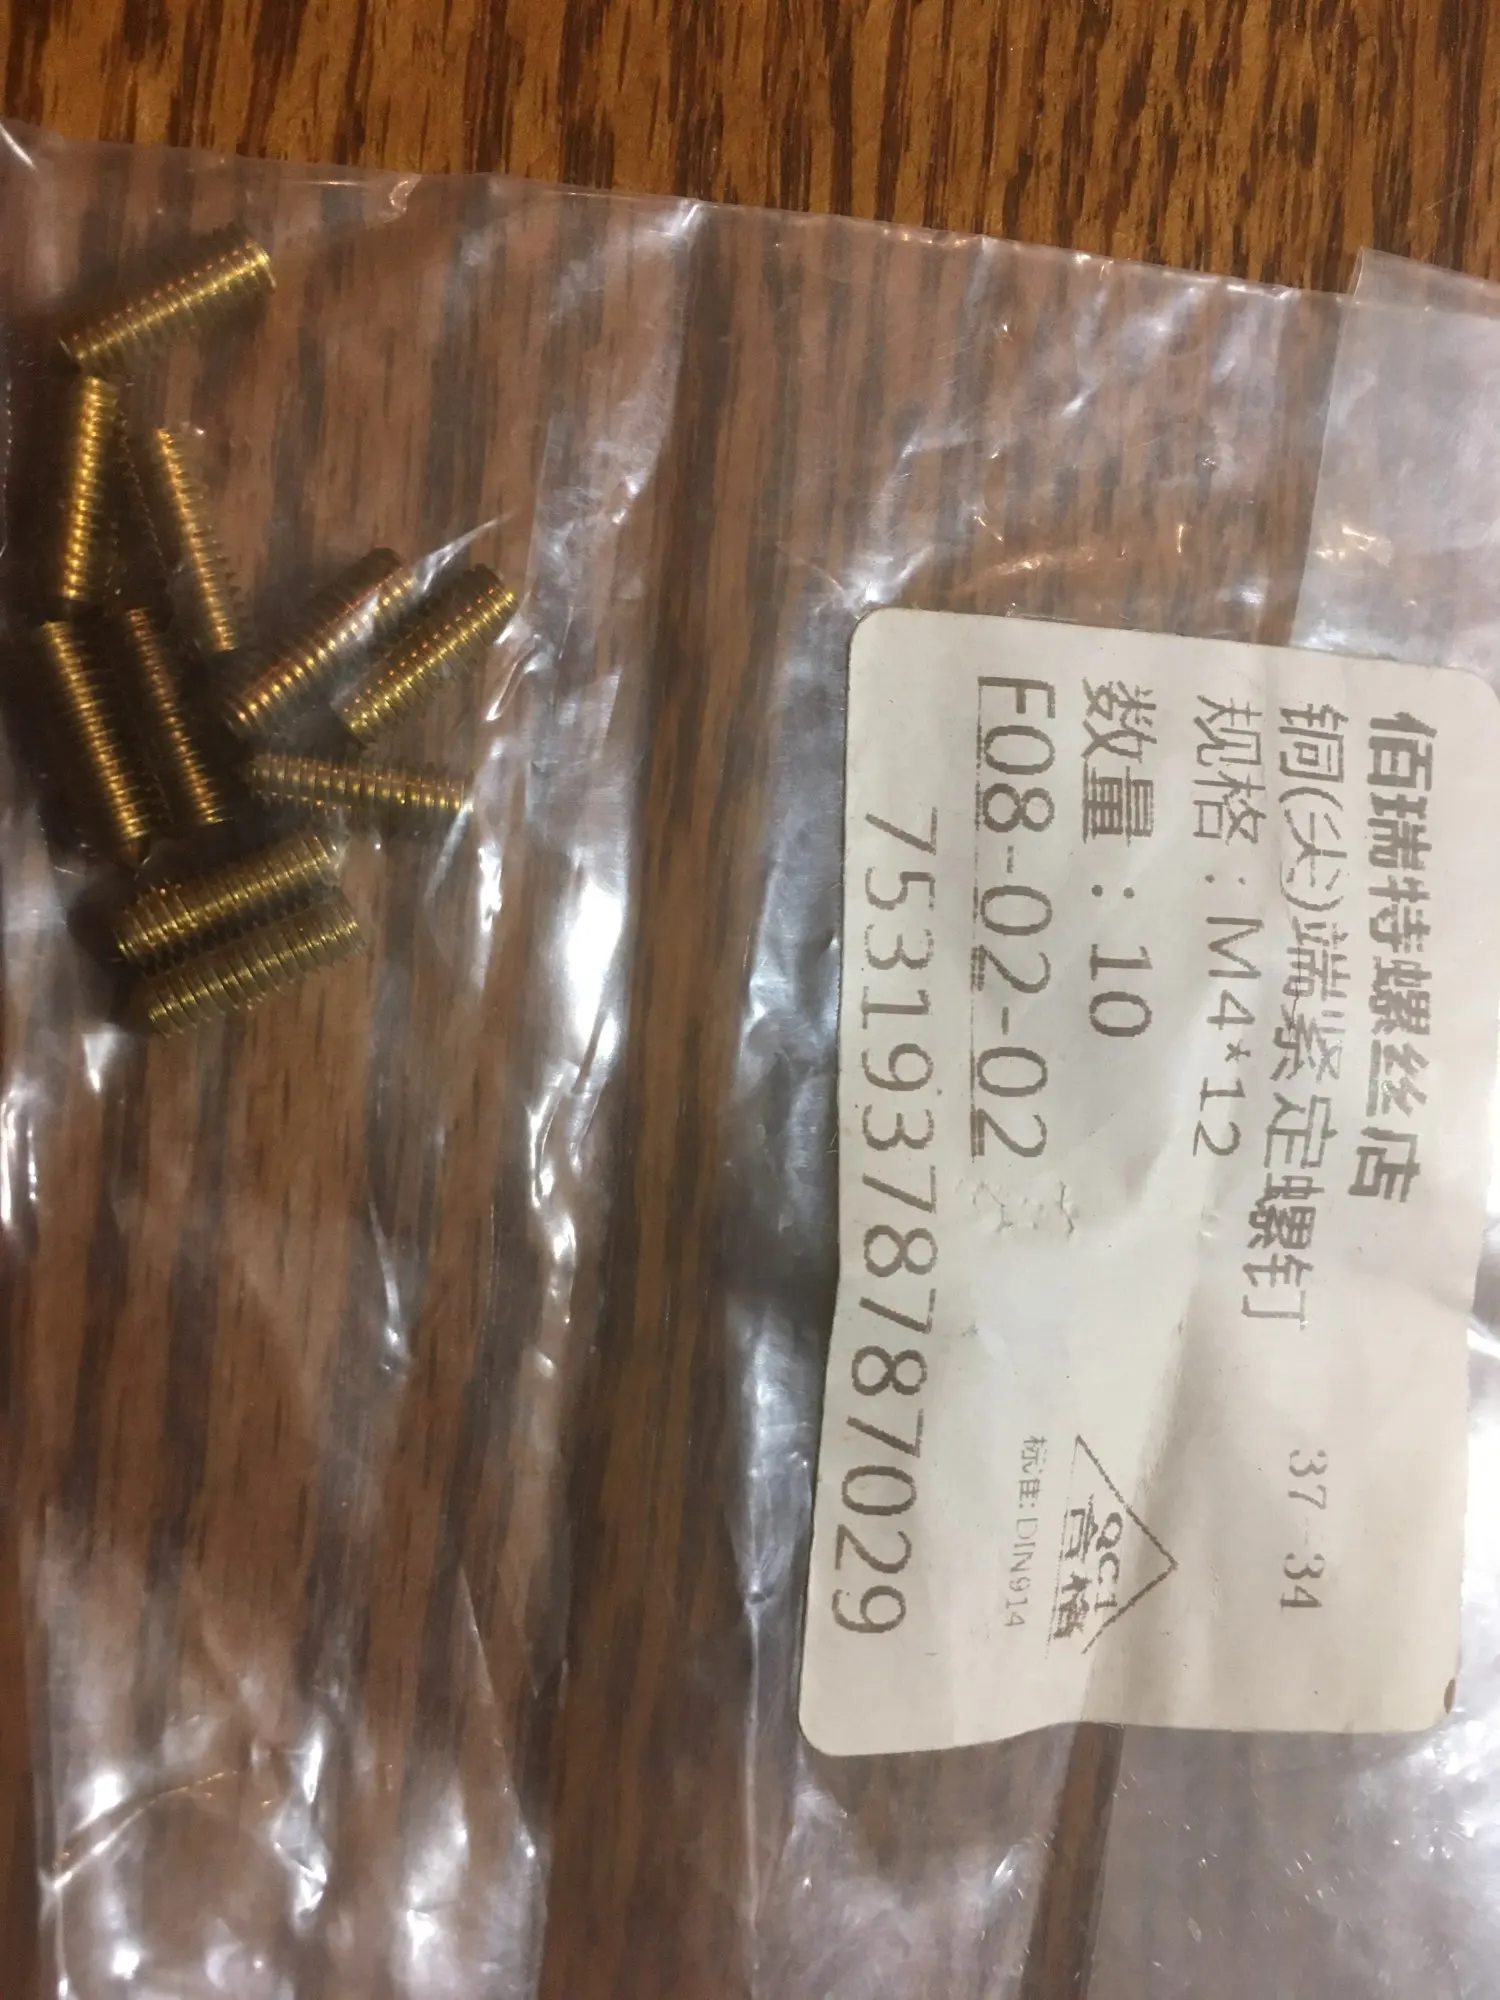 佰瑞特螺丝店
铜(尖)端紧定螺钉 37-34
规格：M4*12
数量：10
F08-02-02
7531937878787029
QC1
合格
标准：DIN914